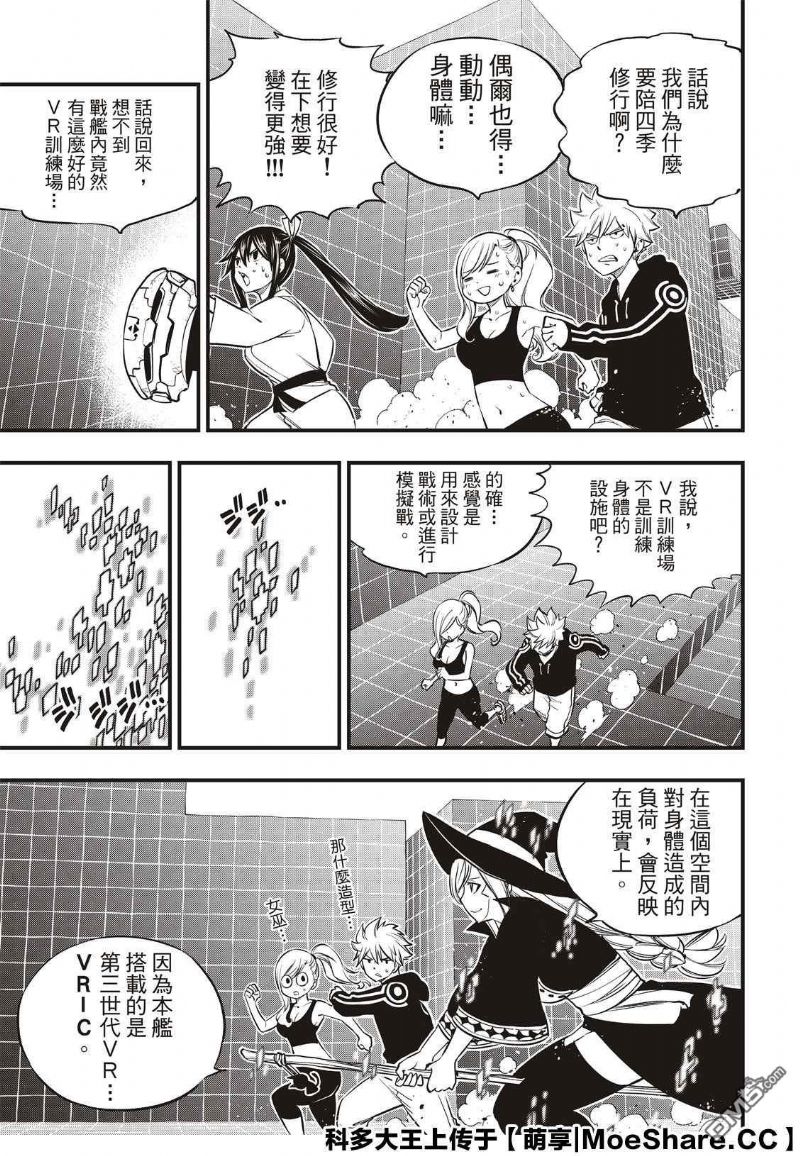 話說
我們為什麼
要陪四季
修行啊？
偶爾也得…
動動…
身體嘛…
修行很好！
在下想要
變得更強!!!
話說回來，
想不到
戰艦內竟然
有這麼好的
ＶＲ訓練場…
我說，
ＶＲ訓練場
不是訓練
身體的
設施吧？
的確…
感覺是
用來設計
戰術或進行
模擬戰。
ジジ…
ジジジ
ジジ…
在這個空間內
對身體造成的
負荷，會反映
在現實上。
那什麼造型…
女巫…
因為本艦
搭載的是
第三世代ＶＲ…
VRIC。
科多大王上传于【萌享|MoeShare.CC】